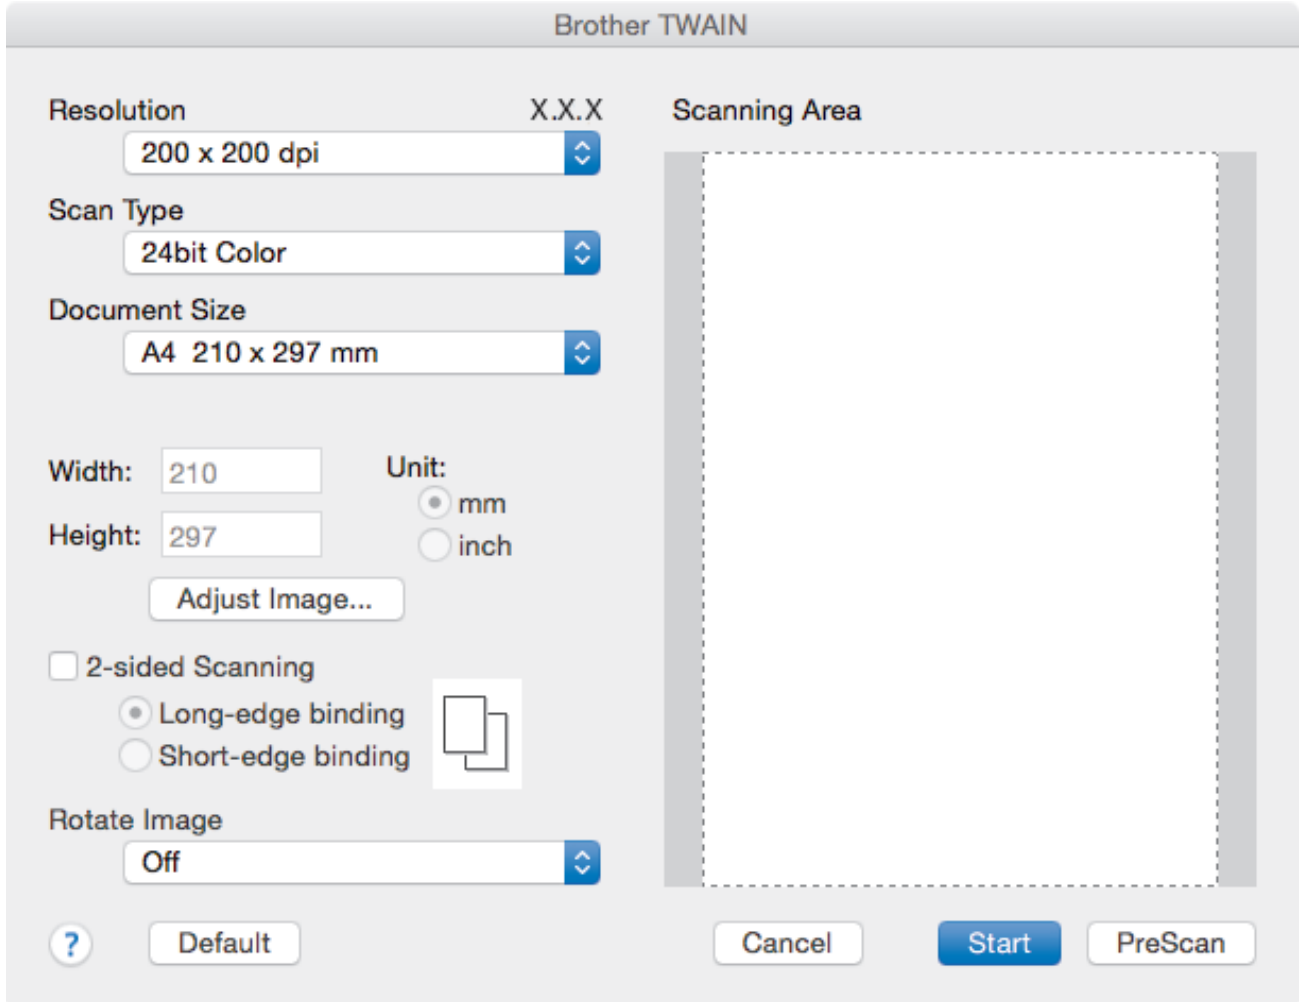 Brother TWAIN
Resolution X.X.X
200 x 200 dpi
Scan Type
24bit Color
Document Size
A4 210 x 297 mm
Width: 210
Height: 297
Unit:
mm
inch
Adjust Image...
2-sided Scanning
Long-edge binding
Short-edge binding
Rotate Image
Off
? Default
Scanning Area
Cancel Start PreScan